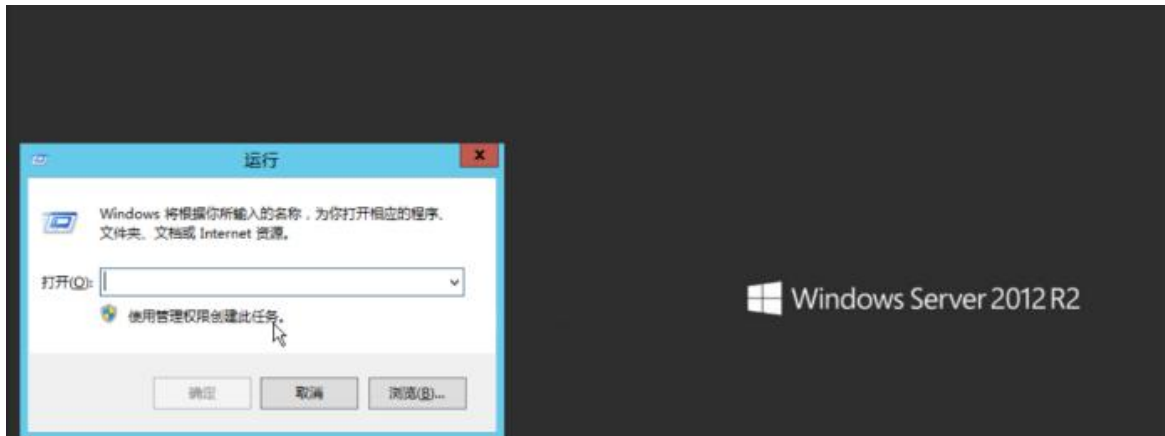 运行
x
Windows 将根据你所输入的名称，为你打开相应的程序、
文件夹、文档或 Internet 资源。
打开(O):
使用管理权限创建此任务。
确定
取消
浏览(B)...
Windows Server 2012 R2